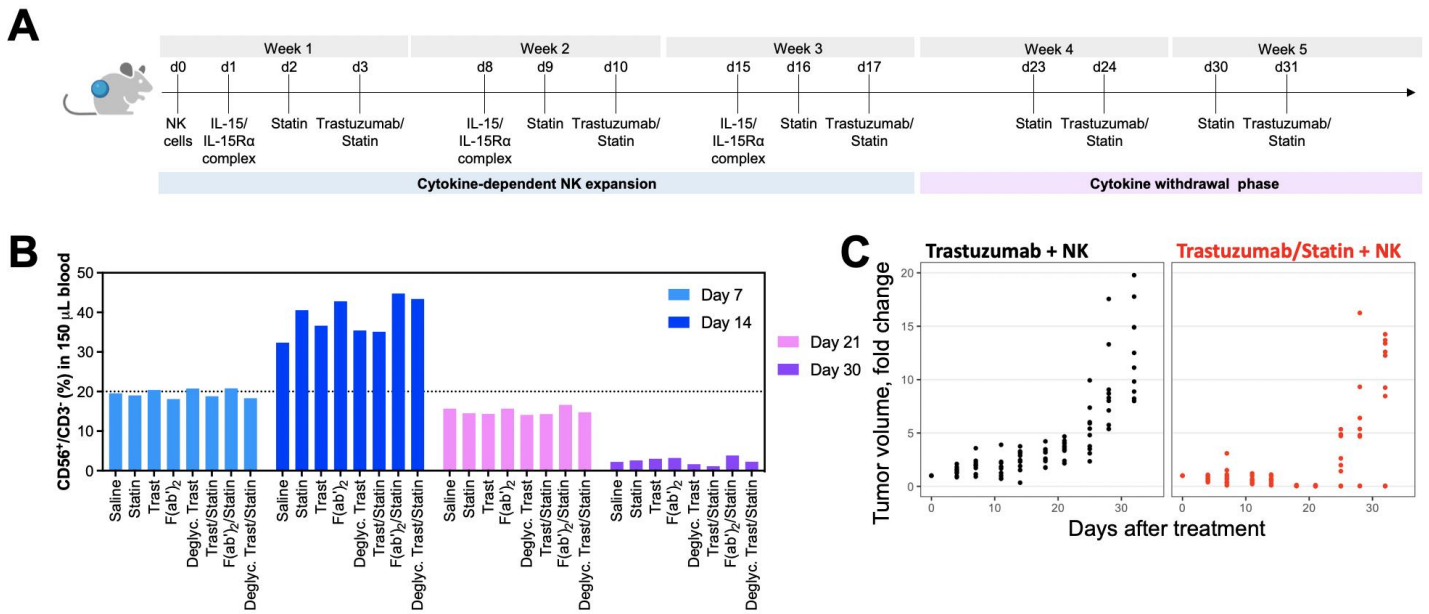 A
Week 1
Week 2
Week 3
Week 4
Week 5
d0
d1
d2
d3
d8
d9
d10
d15
d16
d17
d23
d24
d30
d31
NK
cells
IL-15/
IL-15Rα
complex
Statin
Trastuzumab/
Statin
IL-15/
IL-15Rα
complex
Statin
Trastuzumab/
Statin
IL-15/
IL-15Rα
complex
Statin
Trastuzumab/
Statin
Statin
Trastuzumab/
Statin
Statin
Trastuzumab/
Statin
Cytokine-dependent NK expansion
Cytokine withdrawal phase
B
CD56⁺/CD3⁻ (%) in 150 μL blood
50
40
30
20
10
0
Day 7
Day 14
Day 21
Day 30
Saline
Statin
Trast
F(ab')₂
Deglyc. Trast
Trast/Statin
F(ab')₂/Statin
Deglyc. Trast/Statin
Saline
Statin
Trast
F(ab')₂
Deglyc. Trast
Trast/Statin
F(ab')₂/Statin
Deglyc. Trast/Statin
Saline
Statin
Trast
F(ab')₂
Deglyc. Trast
Trast/Statin
F(ab')₂/Statin
Deglyc. Trast/Statin
Saline
Statin
Trast
F(ab')₂
Deglyc. Trast
Trast/Statin
F(ab')₂/Statin
Deglyc. Trast/Statin
C
Trastuzumab + NK
Trastuzumab/Statin + NK
Tumor volume, fold change
20
15
10
5
0
0
10
20
30
0
10
20
30
Days after treatment